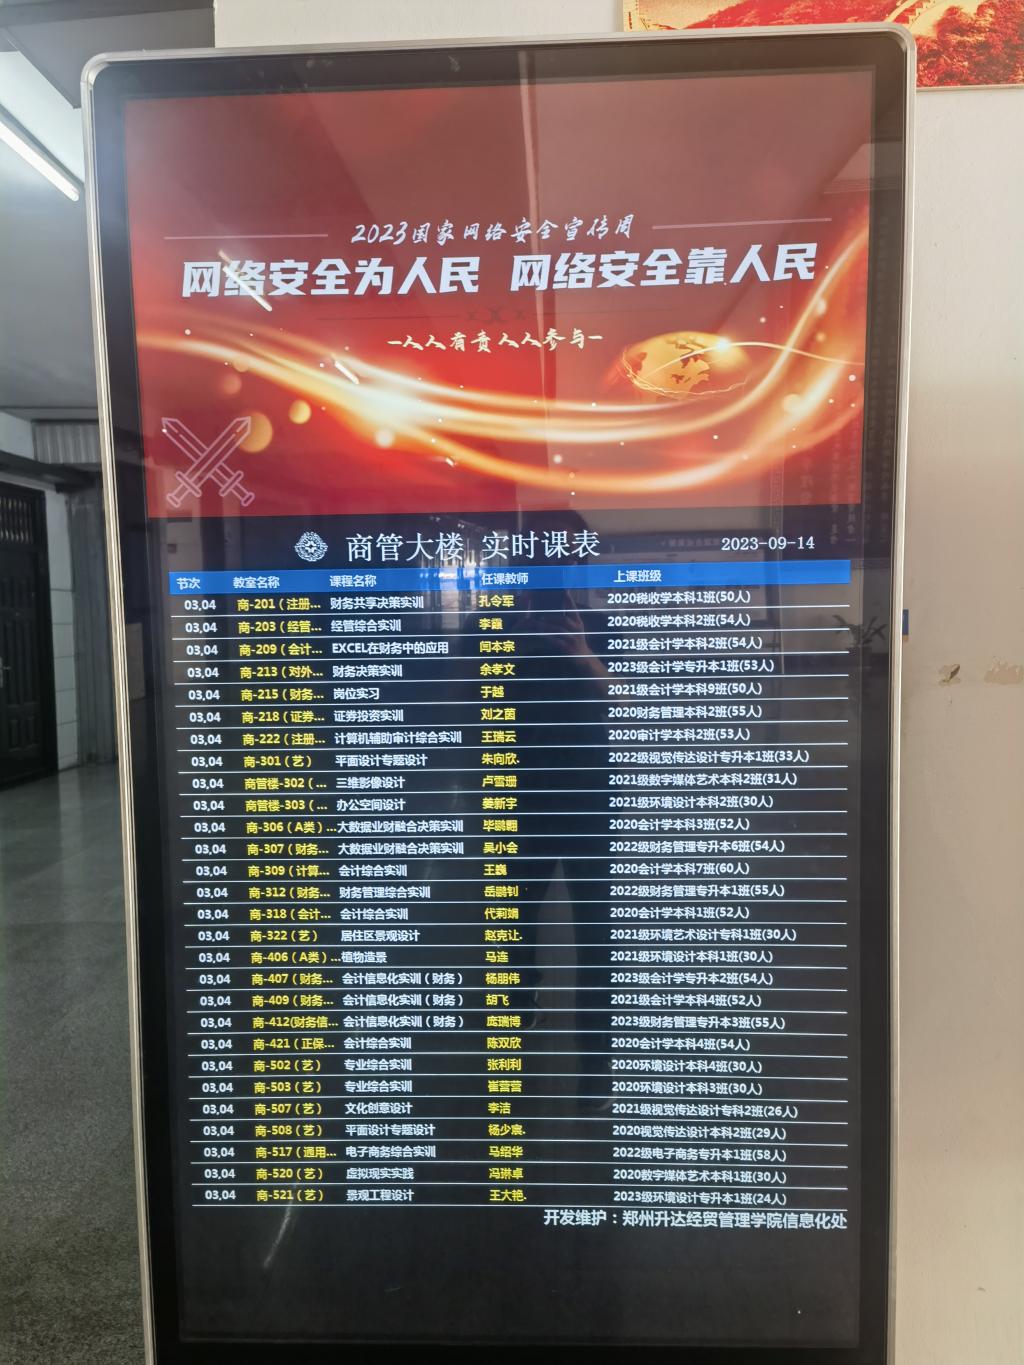 2023国家网络安全宣传周
网络安全为人民 网络安全靠人民
一人人有责人人参与一
商管大楼 实时课表 2023-09-14
节次 教室名称 课程名称 任课教师 上课班级
03,04 商-201（注册... 财务共享决策实训 孔令军 2020税收学本科1班(50人)
03,04 商-203（经管... 经管综合实训 李霞 2020税收学本科2班(54人)
03,04 商-209（会计... EXCEL在财务中的应用 闫本宗 2021级会计学本科2班(54人)
03,04 商-213（对外... 财务决策实训 余孝文 2023级会计学专升本1班(53人)
03,04 商-215（财务... 岗位实习 于越 2021级会计学本科9班(50人)
03,04 商-218（证券... 证券投资实训 刘之茵 2020财务管理本科2班(55人)
03,04 商-222（注册... 计算机辅助审计综合实训 王瑞云 2020审计学本科2班(53人)
03,04 商-301（艺） 平面设计专题设计 朱向欣. 2022级视觉传达设计专升本1班(33人)
03,04 商管楼-302（... 三维影像设计 卢雪珊 2021级数字媒体艺术本科2班(31人)
03,04 商管楼-303（... 办公空间设计 姜新宇 2021级环境设计本科2班(30人)
03,04 商-306（A类）... 大数据业财融合决策实训 毕鹏翾 2020会计学本科3班(52人)
03,04 商-307（财务... 大数据业财融合决策实训 吴小会 2022级财务管理专升本6班(54人)
03,04 商-309（计算... 会计综合实训 王巍 2020会计学本科7班(60人)
03,04 商-312（财务... 财务管理综合实训 岳鹏钊 2022级财务管理专升本1班(55人)
03,04 商-318（会计... 会计综合实训 代莉娴 2020会计学本科1班(52人)
03,04 商-322（艺） 居住区景观设计 赵克让. 2021级环境艺术设计专科1班(30人)
03,04 商-406（A类）... 植物造景 马连 2021级环境设计本科1班(30人)
03,04 商-407（财务... 会计信息化实训（财务） 杨朋伟 2023级会计学专升本2班(54人)
03,04 商-409（财务... 会计信息化实训（财务） 胡飞 2021级会计学本科4班(52人)
03,04 商-412(财务信... 会计信息化实训（财务） 庞瑞博 2023级财务管理专升本3班(55人)
03,04 商-421（正保... 会计综合实训 陈双欣 2020会计学本科4班(54人)
03,04 商-502（艺） 专业综合实训 张利利 2020环境设计本科4班(30人)
03,04 商-503（艺） 专业综合实训 崔营营 2020环境设计本科3班(30人)
03,04 商-507（艺） 文化创意设计 李洁 2021级视觉传达设计专科2班(26人)
03,04 商-508（艺） 平面设计专题设计 杨少宸. 2020视觉传达设计本科2班(29人)
03,04 商-517（通用... 电子商务综合实训 马绍华 2022级电子商务专升本1班(58人)
03,04 商-520（艺） 虚拟现实实践 冯琳卓 2020数字媒体艺术本科1班(30人)
03,04 商-521（艺） 景观工程设计 王大艳. 2023级环境设计专升本1班(24人)
开发维护：郑州升达经贸管理学院信息化处